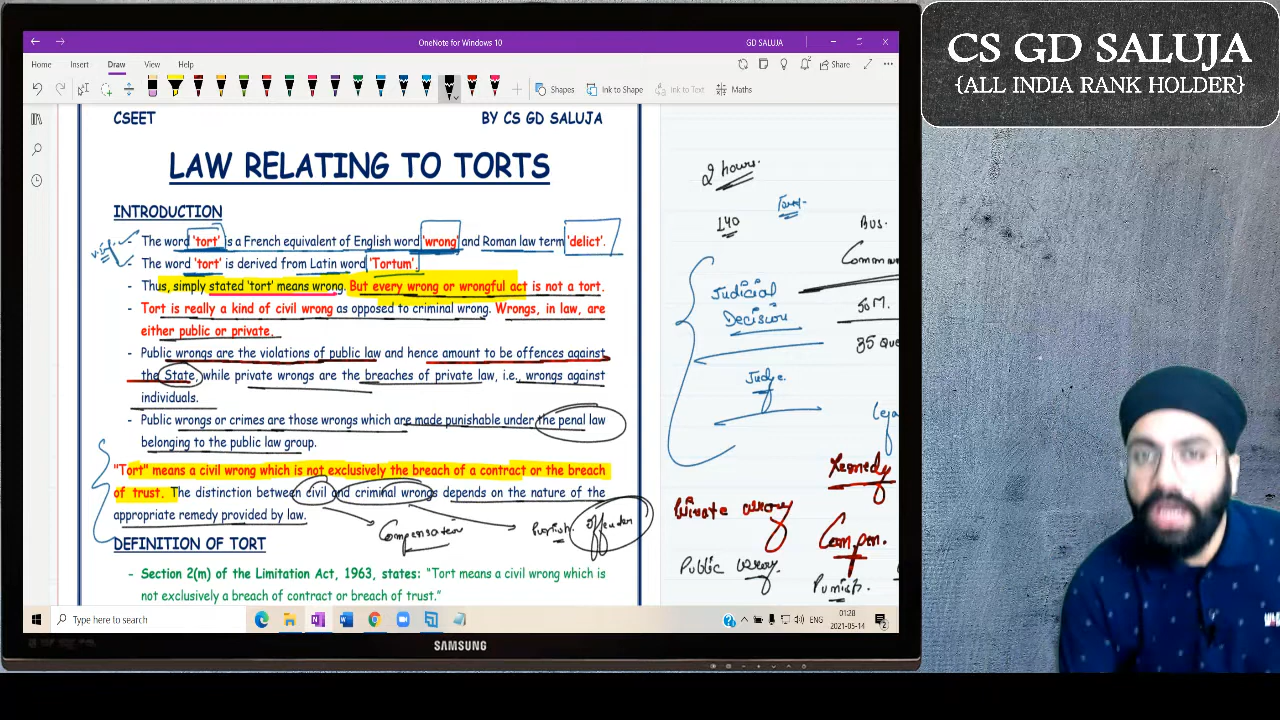 CS GD SALUJA
{ALL INDIA RANK HOLDER}
OneNote for Windows 10
GD SALUJA
Home Insert Draw View Help
Share
Shapes Ink to Shape Ink to Text Maths
CSEET BY CS GD SALUJA
LAW RELATING TO TORTS
INTRODUCTION
- The word 'tort' is a French equivalent of English word 'wrong' and Roman law term 'delict'.
- The word 'tort' is derived from Latin word 'Tortum'.
- Thus, simply stated 'tort' means wrong. But every wrong or wrongful act is not a tort.
Tort is really a kind of civil wrong as opposed to criminal wrong. Wrongs, in law, are
either public or private.
- Public wrongs are the violations of public law and hence amount to be offences against
the State, while private wrongs are the breaches of private law, i.e., wrongs against
individuals.
- Public wrongs or crimes are those wrongs which are made punishable under the penal law
belonging to the public law group.
"Tort" means a civil wrong which is not exclusively the breach of a contract or the breach
of trust. The distinction between civil and criminal wrongs depends on the nature of the
appropriate remedy provided by law.
Compensation
Punish offender
DEFINITION OF TORT
- Section 2(m) of the Limitation Act, 1963, states: "Tort means a civil wrong which is
not exclusively a breach of contract or breach of trust."
2 hours.
140
Bus.
Judicial
Decision
50M.
35 Que
Judge.
Remedy
Private wrong
Compen.
Public wrong
Punish.
Type here to search
ENG
01:28
2021-05-14
2
SAMSUNG